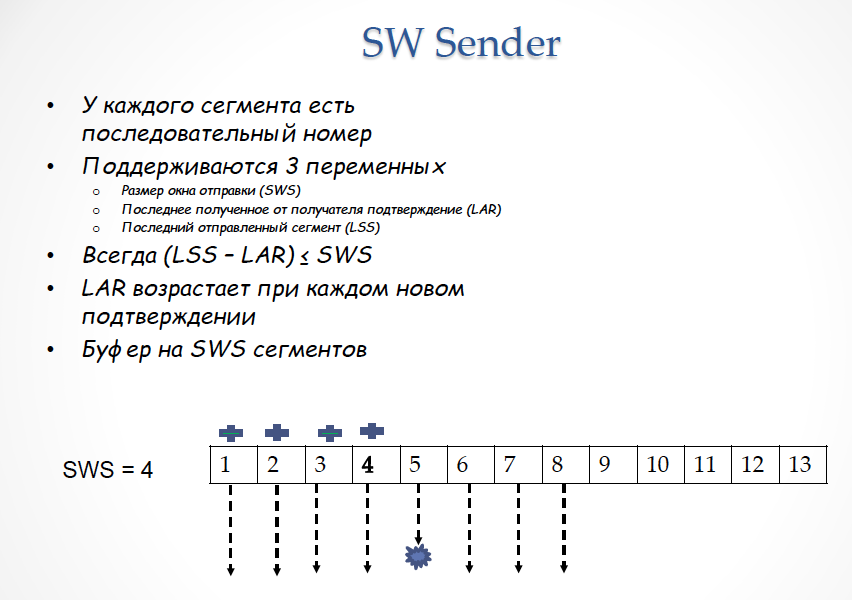 SW Sender
• У каждого сегмента есть
последовательный номер
• Поддерживаются 3 переменных
o Размер окна отправки (SWS)
o Последнее полученное от получателя подтверждение (LAR)
o Последний отправленный сегмент (LSS)
• Всегда (LSS – LAR) ≤ SWS
• LAR возрастает при каждом новом
подтверждении
• Буфер на SWS сегментов
SWS = 4
1 2 3 4 5 6 7 8 9 10 11 12 13